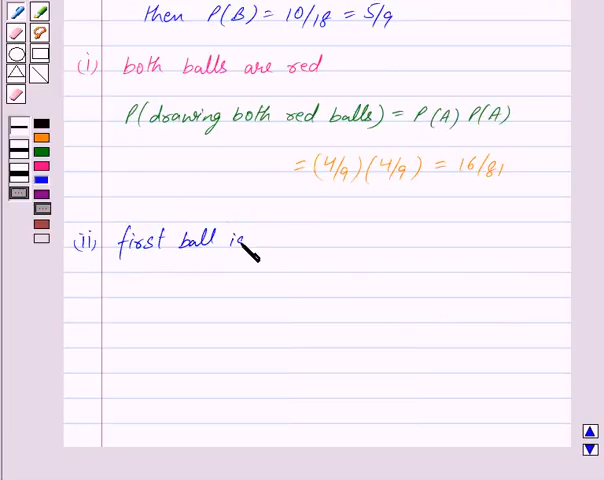 then P(B) = 10/18 = 5/9
(i) both balls are red
P(drawing both red balls) = P(A) P(A)
= (4/9) (4/9) = 16/81
(ii) first ball is